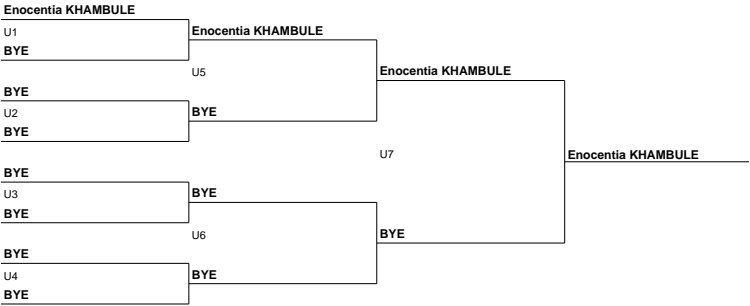 Enocentia KHAMBULE
U1
Enocentia KHAMBULE
BYE
U5
Enocentia KHAMBULE
BYE
U2
BYE
BYE
U7
Enocentia KHAMBULE
BYE
U3
BYE
BYE
U6
BYE
BYE
U4
BYE
BYE